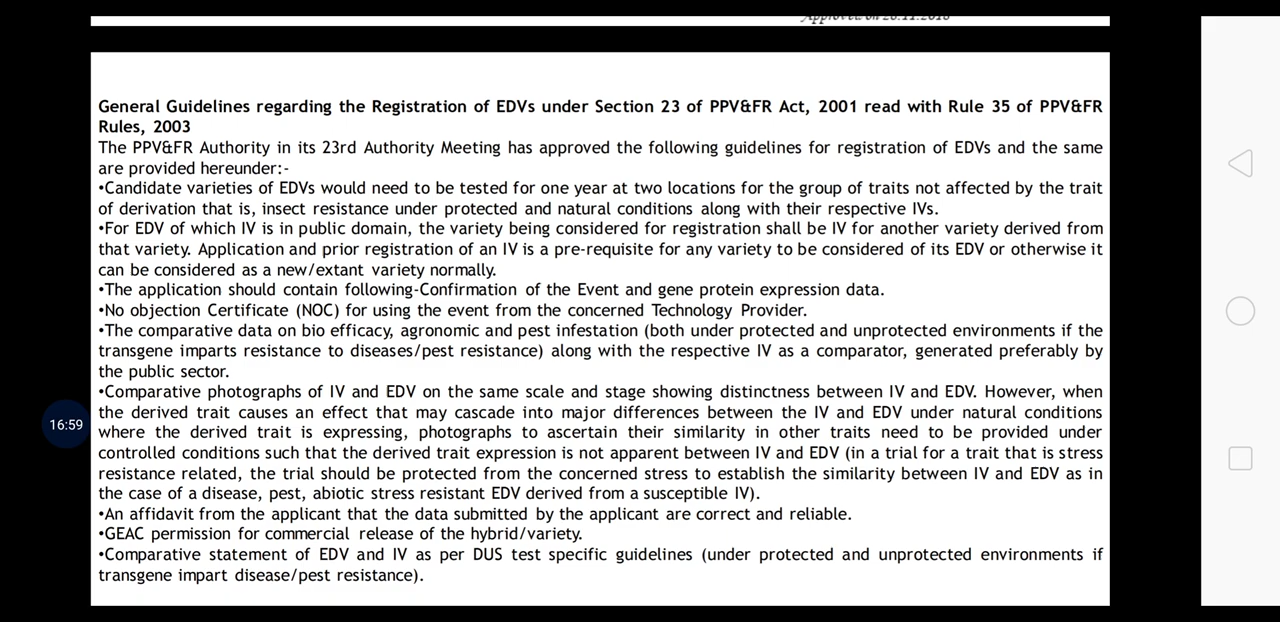 Approved on 28.11.2018
General Guidelines regarding the Registration of EDVs under Section 23 of PPV&FR Act, 2001 read with Rule 35 of PPV&FR
Rules, 2003
The PPV&FR Authority in its 23rd Authority Meeting has approved the following guidelines for registration of EDVs and the same
are provided hereunder:-
•Candidate varieties of EDVs would need to be tested for one year at two locations for the group of traits not affected by the trait
of derivation that is, insect resistance under protected and natural conditions along with their respective IVs.
•For EDV of which IV is in public domain, the variety being considered for registration shall be IV for another variety derived from
that variety. Application and prior registration of an IV is a pre-requisite for any variety to be considered of its EDV or otherwise it
can be considered as a new/extant variety normally.
•The application should contain following-Confirmation of the Event and gene protein expression data.
•No objection Certificate (NOC) for using the event from the concerned Technology Provider.
•The comparative data on bio efficacy, agronomic and pest infestation (both under protected and unprotected environments if the
transgene imparts resistance to diseases/pest resistance) along with the respective IV as a comparator, generated preferably by
the public sector.
•Comparative photographs of IV and EDV on the same scale and stage showing distinctness between IV and EDV. However, when
the derived trait causes an effect that may cascade into major differences between the IV and EDV under natural conditions
where the derived trait is expressing, photographs to ascertain their similarity in other traits need to be provided under
controlled conditions such that the derived trait expression is not apparent between IV and EDV (in a trial for a trait that is stress
resistance related, the trial should be protected from the concerned stress to establish the similarity between IV and EDV as in
the case of a disease, pest, abiotic stress resistant EDV derived from a susceptible IV).
•An affidavit from the applicant that the data submitted by the applicant are correct and reliable.
•GEAC permission for commercial release of the hybrid/variety.
•Comparative statement of EDV and IV as per DUS test specific guidelines (under protected and unprotected environments if
transgene impart disease/pest resistance).
16:59